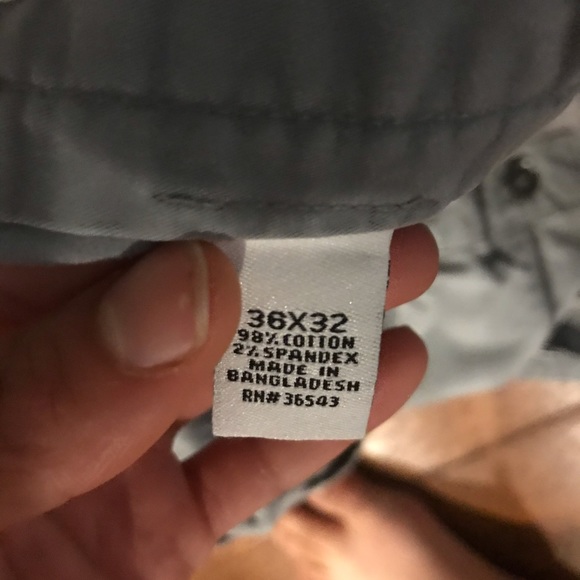 36X32
98% COTTON
2% SPANDEX
MADE IN
BANGLADESH
RN# 36543